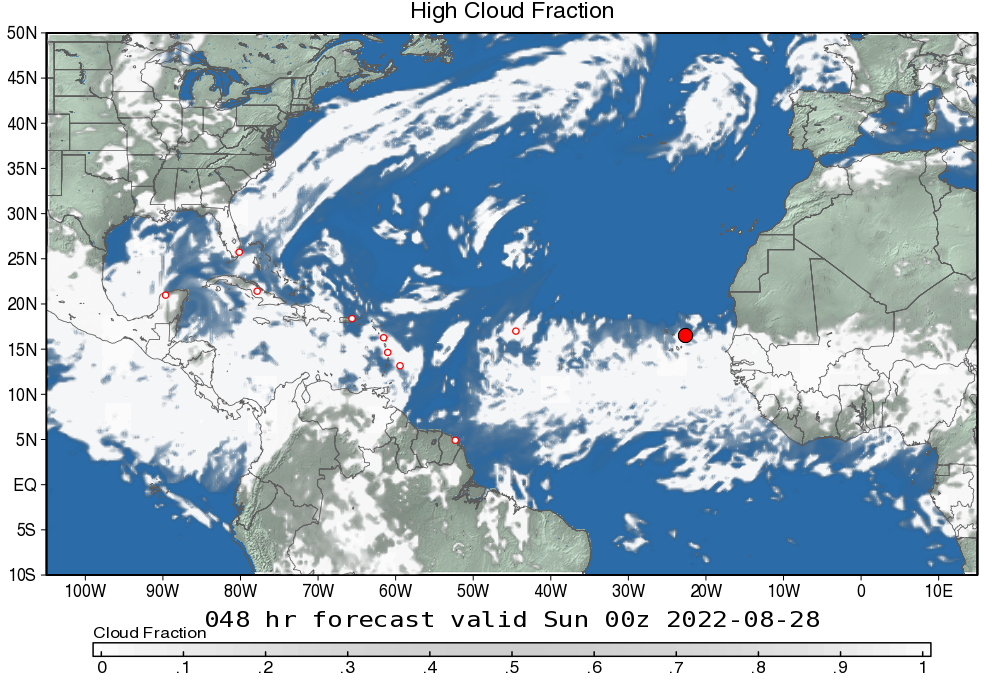 High Cloud Fraction
50N
45N
40N
35N
30N
25N
20N
15N
10N
5N
EQ
5S
10S
100W 90W 80W 70W 60W 50W 40W 30W 20W 10W 0 10E
048 hr forecast valid Sun 00z 2022-08-28
Cloud Fraction
0 .1 .2 .3 .4 .5 .6 .7 .8 .9 1